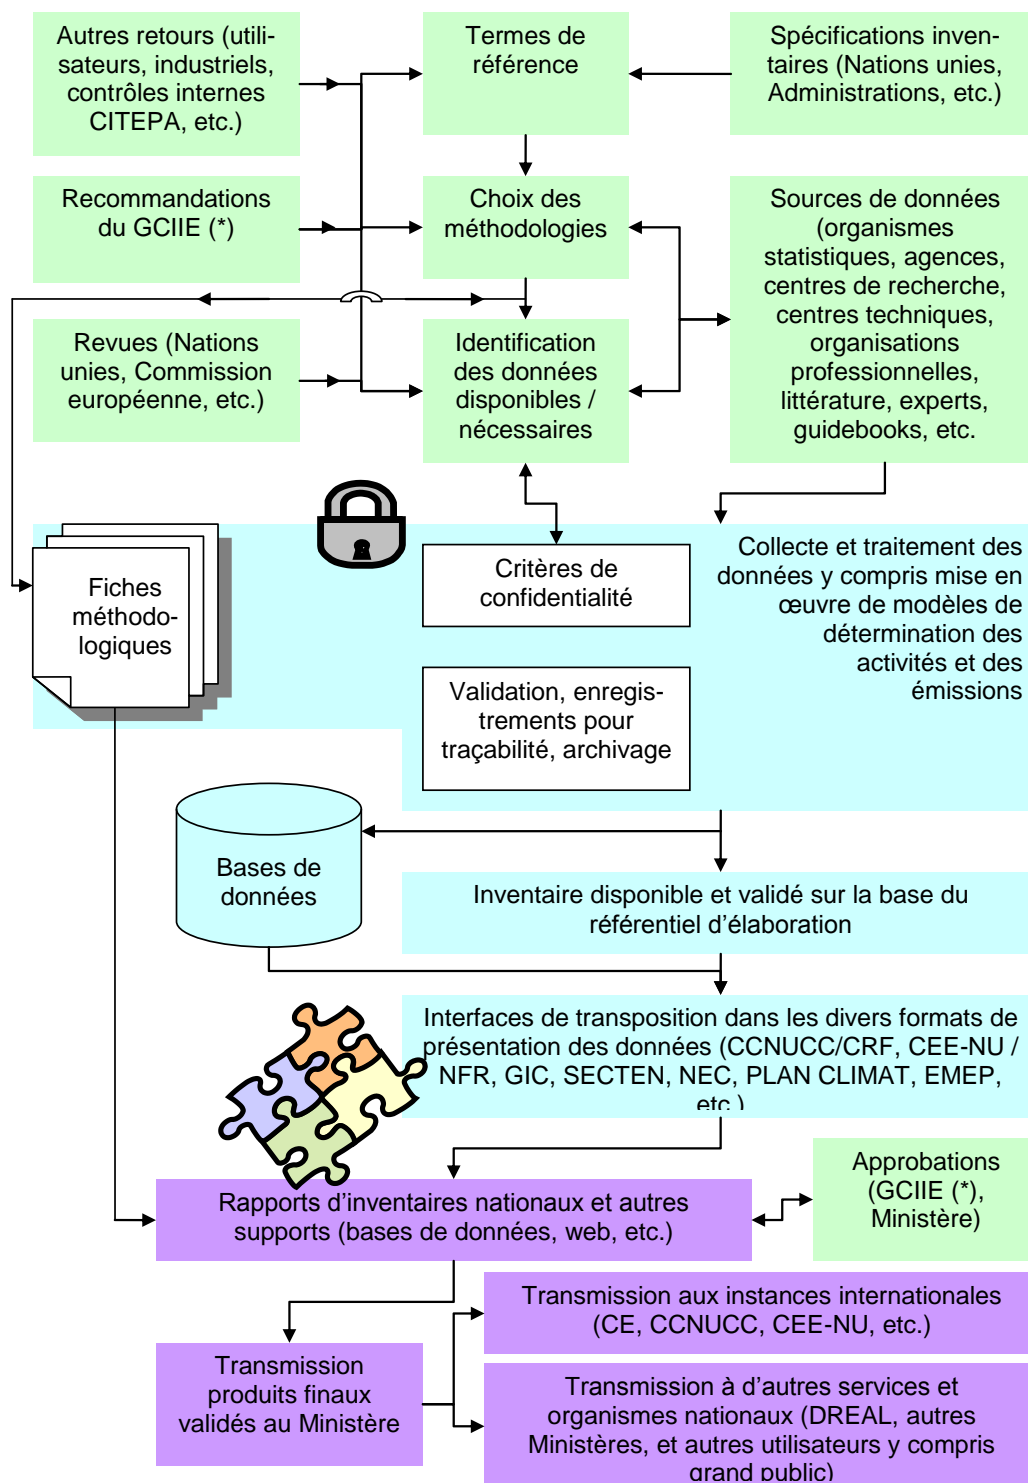 Autres retours (utili-
sateurs, industriels,
contrôles internes
CITEPA, etc.)
Termes de
référence
Spécifications inven-
taires (Nations unies,
Administrations, etc.)
Recommandations
du GCIIE (*)
Choix des
méthodologies
Sources de données
(organismes
statistiques, agences,
centres de recherche,
centres techniques,
organisations
professionnelles,
littérature, experts,
guidebooks, etc.
Revues (Nations
unies, Commission
européenne, etc.)
Identification
des données
disponibles /
nécessaires
Fiches
méthodo-
logiques
Critères de
confidentialité
Collecte et traitement des
données y compris mise en
œuvre de modèles de
détermination des
activités et des
émissions
Validation, enregis-
trements pour
traçabilité, archivage
Bases de
données
Inventaire disponible et validé sur la base du
référentiel d’élaboration
Interfaces de transposition dans les divers formats de
présentation des données (CCNUCC/CRF, CEE-NU /
NFR, GIC, SECTEN, NEC, PLAN CLIMAT, EMEP,
etc.)
Rapports d’inventaires nationaux et autres
supports (bases de données, web, etc.)
Approbations
(GCIIE (*),
Ministère)
Transmission
produits finaux
validés au Ministère
Transmission aux instances internationales
(CE, CCNUCC, CEE-NU, etc.)
Transmission à d’autres services et
organismes nationaux (DREAL, autres
Ministères, et autres utilisateurs y compris
grand public)